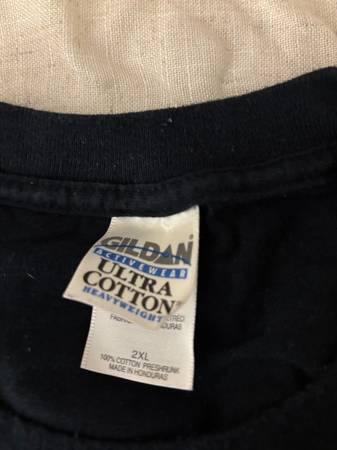 GILDAN
ACTIVEWEAR
ULTRA
COTTON
HEAVYWEIGHT
2XL
100% COTTON PRESHRUNK
MADE IN HONDURAS